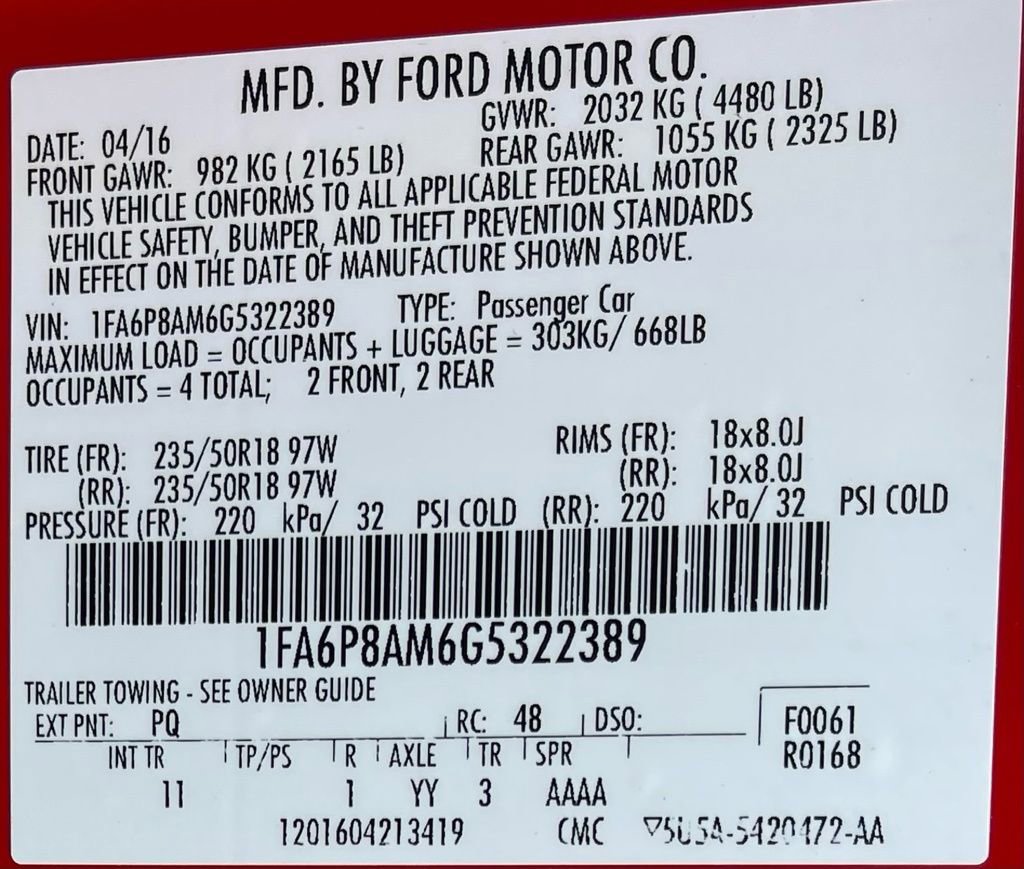 MFD. BY FORD MOTOR CO.
DATE: 04/16 GVWR: 2032 KG ( 4480 LB)
FRONT GAWR: 982 KG ( 2165 LB) REAR GAWR: 1055 KG ( 2325 LB)
THIS VEHICLE CONFORMS TO ALL APPLICABLE FEDERAL MOTOR
VEHICLE SAFETY, BUMPER, AND THEFT PREVENTION STANDARDS
IN EFFECT ON THE DATE OF MANUFACTURE SHOWN ABOVE.
VIN: 1FA6P8AM6G5322389 TYPE: Passenger Car
MAXIMUM LOAD = OCCUPANTS + LUGGAGE = 303KG/ 668LB
OCCUPANTS = 4 TOTAL; 2 FRONT, 2 REAR
TIRE (FR): 235/50R18 97W RIMS (FR): 18x8.0J
(RR): 235/50R18 97W (RR): 18x8.0J
PRESSURE (FR): 220 kPa/ 32 PSI COLD (RR): 220 kPa/ 32 PSI COLD
1FA6P8AM6G5322389
TRAILER TOWING - SEE OWNER GUIDE
EXT PNT: PQ RC: 48 DSO: F0061
INT TR TP/PS R AXLE TR SPR R0168
11 1 YY 3 AAAA
1201604213419 CMC ▽5U5A-5420472-AA